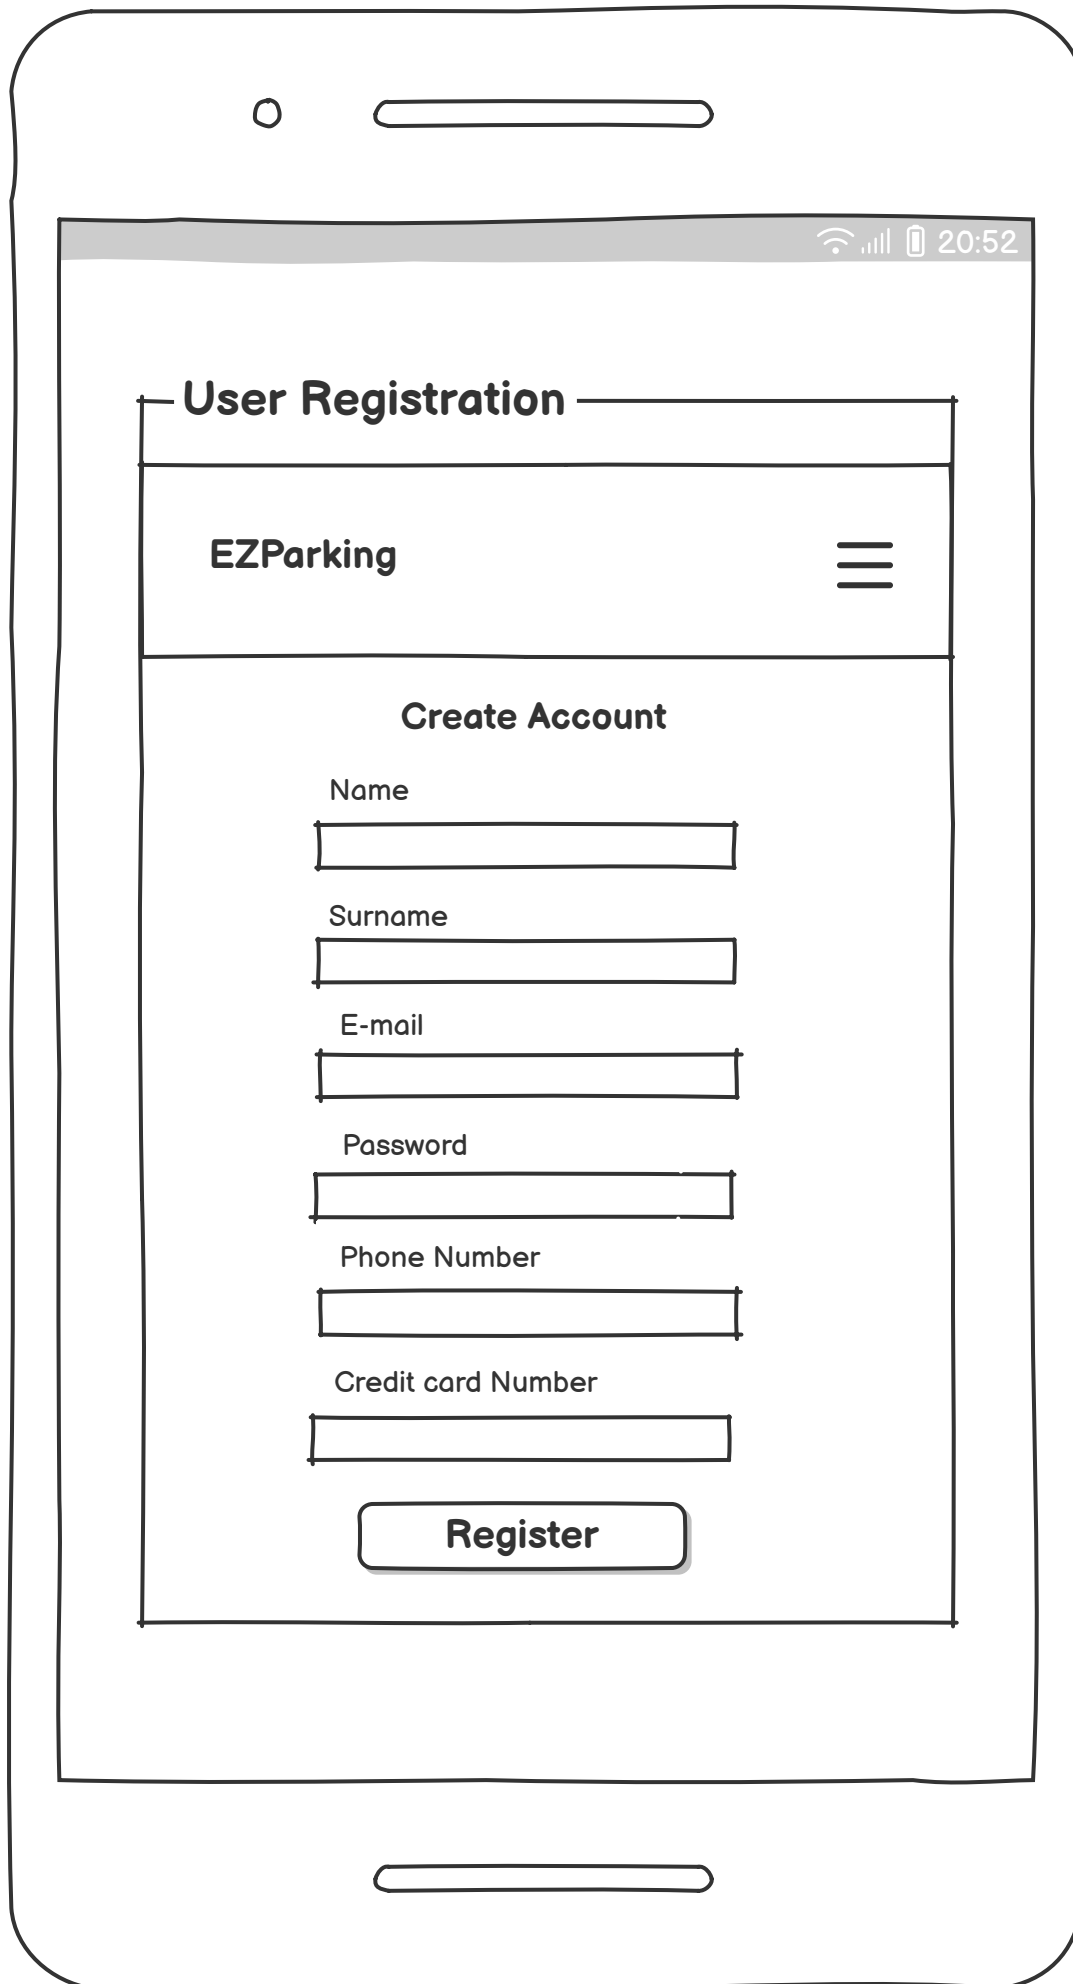 20:52
User Registration
EZParking
Create Account
Name
Surname
E-mail
Password
Phone Number
Credit card Number
Register